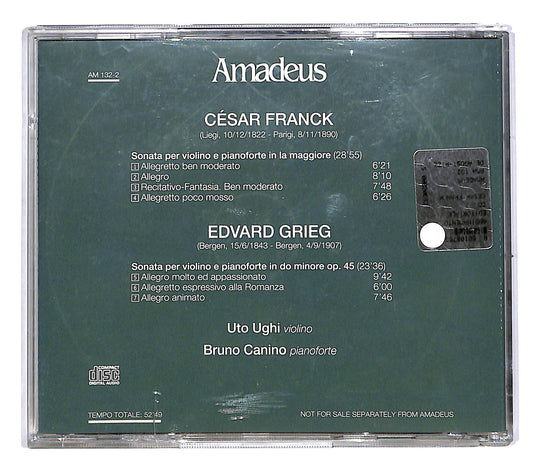 AM 132-2
Amadeus
CÉSAR FRANCK
(Liegi, 10/12/1822 - Parigi, 8/11/1890)
Sonata per violino e pianoforte in la maggiore (28'55)
1 Allegretto ben moderato 6'21
2 Allegro 8'10
3 Recitativo-Fantasia. Ben moderato 7'48
4 Allegretto poco mosso 6'26
EDVARD GRIEG
(Bergen, 15/6/1843 - Bergen, 4/9/1907)
Sonata per violino e pianoforte in do minore op. 45 (23'36)
5 Allegro molto ed appassionato 9'42
6 Allegretto espressivo alla Romanza 6'00
7 Allegro animato 7'46
Uto Ughi violino
Bruno Canino pianoforte
COMPACT
disc
DIGITAL AUDIO
TEMPO TOTALE: 52'49
NOT FOR SALE SEPARATELY FROM AMADEUS